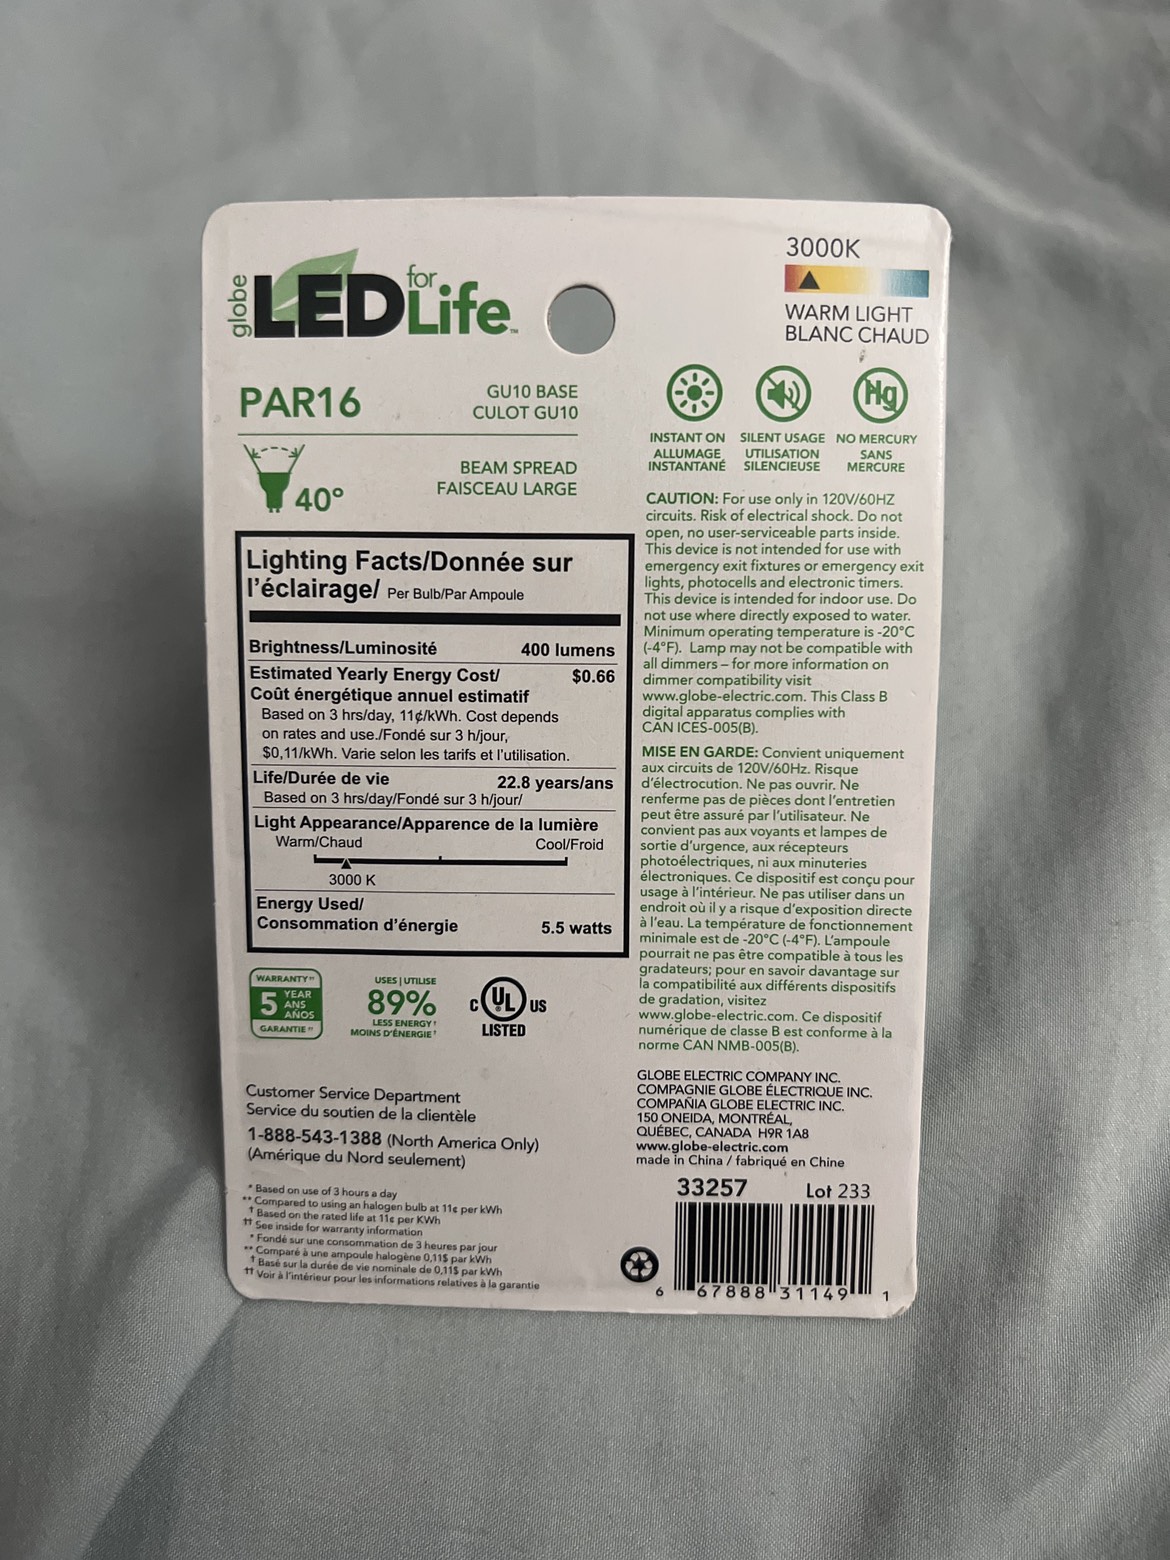 globe LED for Life™
3000K
WARM LIGHT
BLANC CHAUD
PAR16
GU10 BASE
CULOT GU10
40°
BEAM SPREAD
FAISCEAU LARGE
Hg
INSTANT ON
ALLUMAGE
INSTANTANÉ
SILENT USAGE
UTILISATION
SILENCIEUSE
NO MERCURY
SANS
MERCURE
Lighting Facts/Donnée sur
l'éclairage/ Per Bulb/Par Ampoule
Brightness/Luminosité 400 lumens
Estimated Yearly Energy Cost/ $0.66
Coût énergétique annuel estimatif
Based on 3 hrs/day, 11¢/kWh. Cost depends
on rates and use./Fondé sur 3 h/jour,
$0,11/kWh. Varie selon les tarifs et l'utilisation.
Life/Durée de vie 22.8 years/ans
Based on 3 hrs/day/Fondé sur 3 h/jour/
Light Appearance/Apparence de la lumière
Warm/Chaud Cool/Froid
3000 K
Energy Used/
Consommation d'énergie 5.5 watts
WARRANTY††
5 YEAR
ANS
AÑOS
GARANTIE††
USES | UTILISE
89%
LESS ENERGY†
MOINS D'ÉNERGIE†
C UL US
LISTED
Customer Service Department
Service du soutien de la clientèle
1-888-543-1388 (North America Only)
(Amérique du Nord seulement)
* Based on use of 3 hours a day
** Compared to using an halogen bulb at 11¢ per kWh
† Based on the rated life at 11¢ per KWh
†† See inside for warranty information
* Fondé sur une consommation de 3 heures par jour
** Comparé à une ampoule halogène 0,11$ par kWh
† Basé sur la durée de vie nominale de 0,11$ par kWh
†† Voir à l'intérieur pour les informations relatives à la garantie
CAUTION: For use only in 120V/60HZ
circuits. Risk of electrical shock. Do not
open, no user-serviceable parts inside.
This device is not intended for use with
emergency exit fixtures or emergency exit
lights, photocells and electronic timers.
This device is intended for indoor use. Do
not use where directly exposed to water.
Minimum operating temperature is -20°C
(-4°F). Lamp may not be compatible with
all dimmers – for more information on
dimmer compatibility visit
www.globe-electric.com. This Class B
digital apparatus complies with
CAN ICES-005(B).
MISE EN GARDE: Convient uniquement
aux circuits de 120V/60Hz. Risque
d'électrocution. Ne pas ouvrir. Ne
renferme pas de pièces dont l'entretien
peut être assuré par l'utilisateur. Ne
convient pas aux voyants et lampes de
sortie d'urgence, aux récepteurs
photoélectriques, ni aux minuteries
électroniques. Ce dispositif est conçu pour
usage à l'intérieur. Ne pas utiliser dans un
endroit où il y a risque d'exposition directe
à l'eau. La température de fonctionnement
minimale est de -20°C (-4°F). L'ampoule
pourrait ne pas être compatible à tous les
gradateurs; pour en savoir davantage sur
la compatibilité aux différents dispositifs
de gradation, visitez
www.globe-electric.com. Ce dispositif
numérique de classe B est conforme à la
norme CAN NMB-005(B).
GLOBE ELECTRIC COMPANY INC.
COMPAGNIE GLOBE ÉLECTRIQUE INC.
COMPAÑIA GLOBE ELECTRIC INC.
150 ONEIDA, MONTRÉAL,
QUÉBEC, CANADA H9R 1A8
www.globe-electric.com
made in China / fabriqué en Chine
33257 Lot 233
6 67888 31149 1